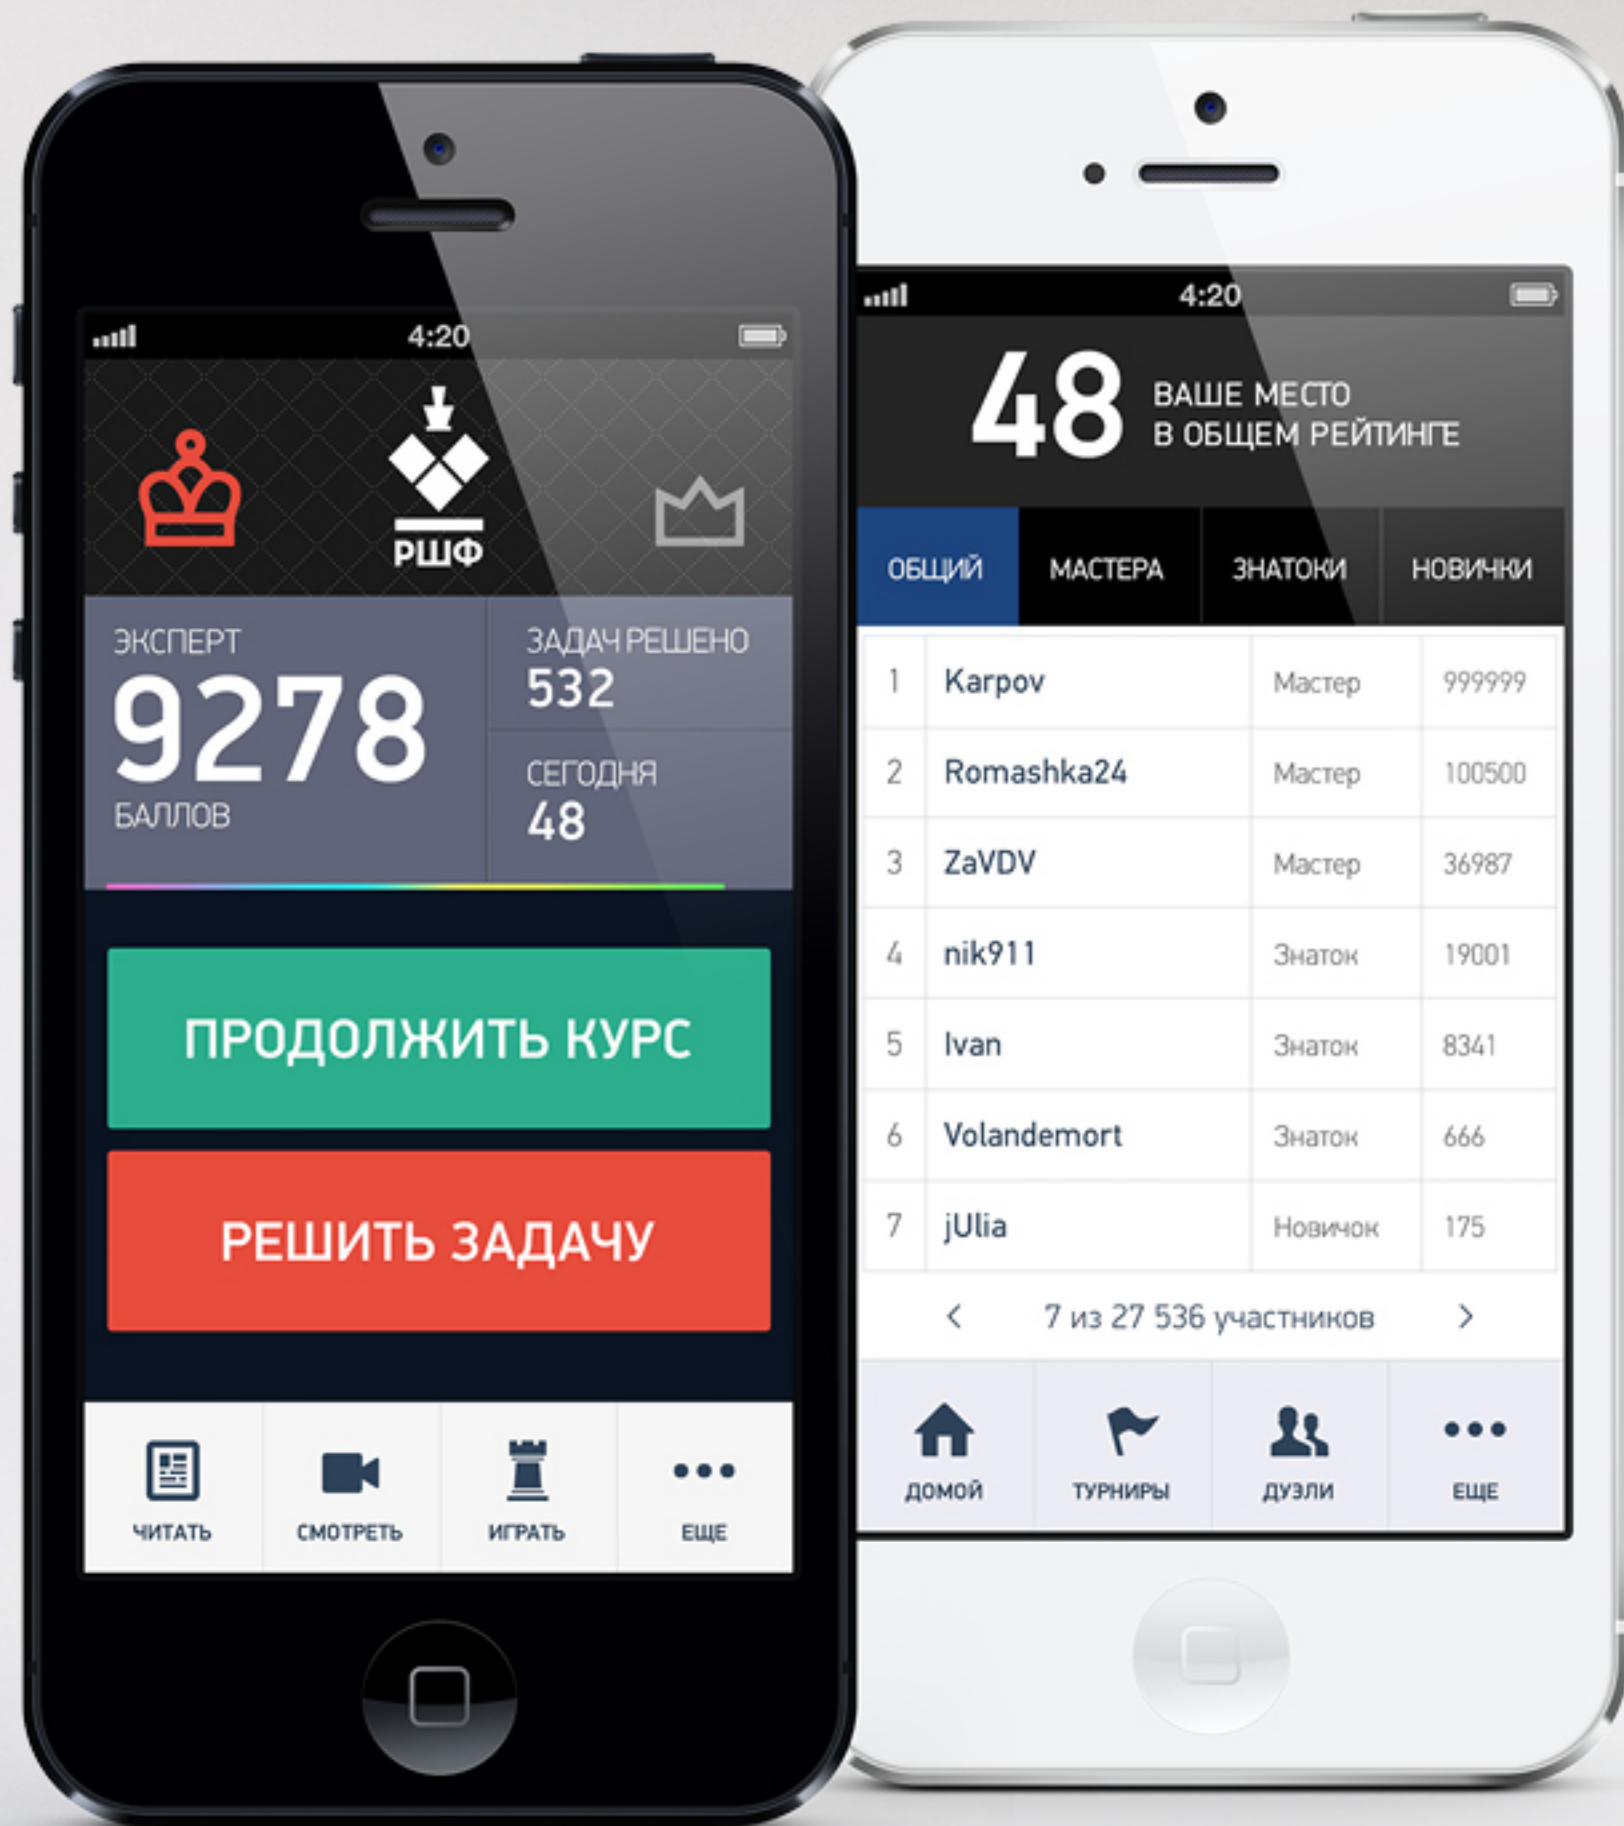 4:20
РШФ
ЭКСПЕРТ
9278
БАЛЛОВ
ЗАДАЧ РЕШЕНО
532
СЕГОДНЯ
48
ПРОДОЛЖИТЬ КУРС
РЕШИТЬ ЗАДАЧУ
ЧИТАТЬ СМОТРЕТЬ ИГРАТЬ ЕЩЕ
4:20
48
ВАШЕ МЕСТО
В ОБЩЕМ РЕЙТИНГЕ
ОБЩИЙ МАСТЕРА ЗНАТОКИ НОВИЧКИ
1 Karpov Мастер 999999
2 Romashka24 Мастер 100500
3 ZaVDV Мастер 36987
4 nik911 Знаток 19001
5 Ivan Знаток 8341
6 Volandemort Знаток 666
7 jUlia Новичок 175
< 7 из 27 536 участников >
ДОМОЙ ТУРНИРЫ ДУЭЛИ ЕЩЕ